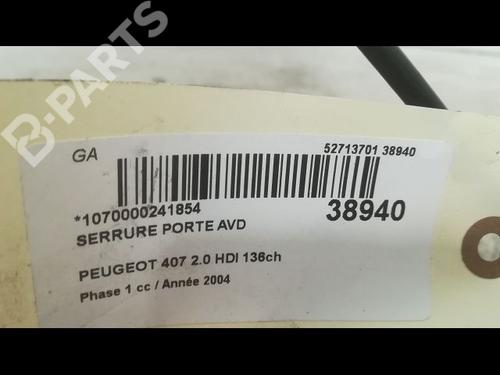 B-PARTS
GA
52713701 38940
*1070000241854
38940
SERRURE PORTE AVD
PEUGEOT 407 2.0 HDI 136ch
Phase 1 cc / Année 2004